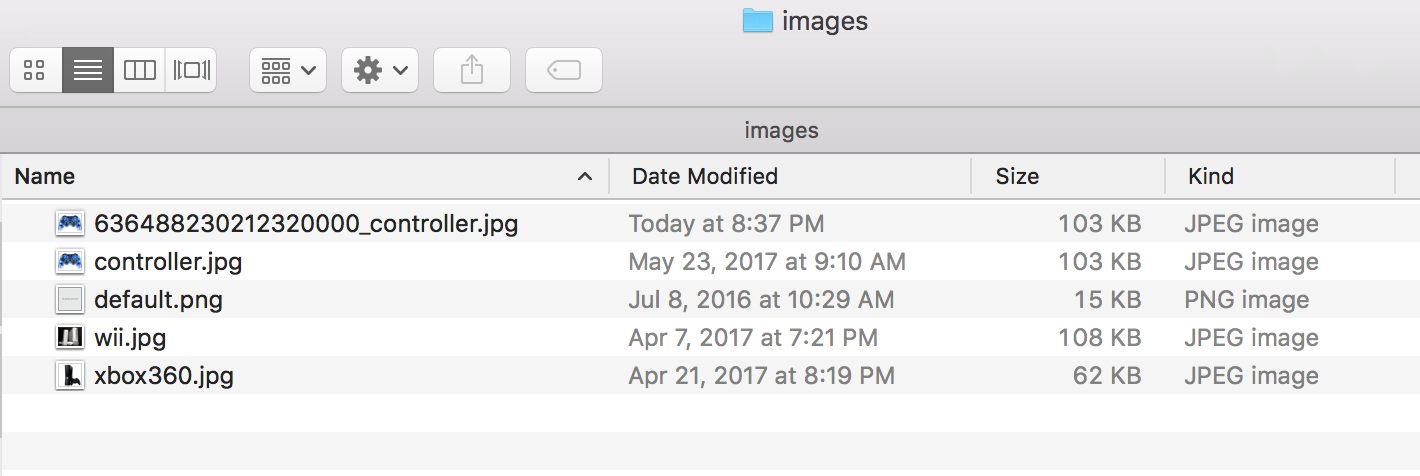 images
images
Name Date Modified Size Kind
636488230212320000_controller.jpg Today at 8:37 PM 103 KB JPEG image
controller.jpg May 23, 2017 at 9:10 AM 103 KB JPEG image
default.png Jul 8, 2016 at 10:29 AM 15 KB PNG image
wii.jpg Apr 7, 2017 at 7:21 PM 108 KB JPEG image
xbox360.jpg Apr 21, 2017 at 8:19 PM 62 KB JPEG image